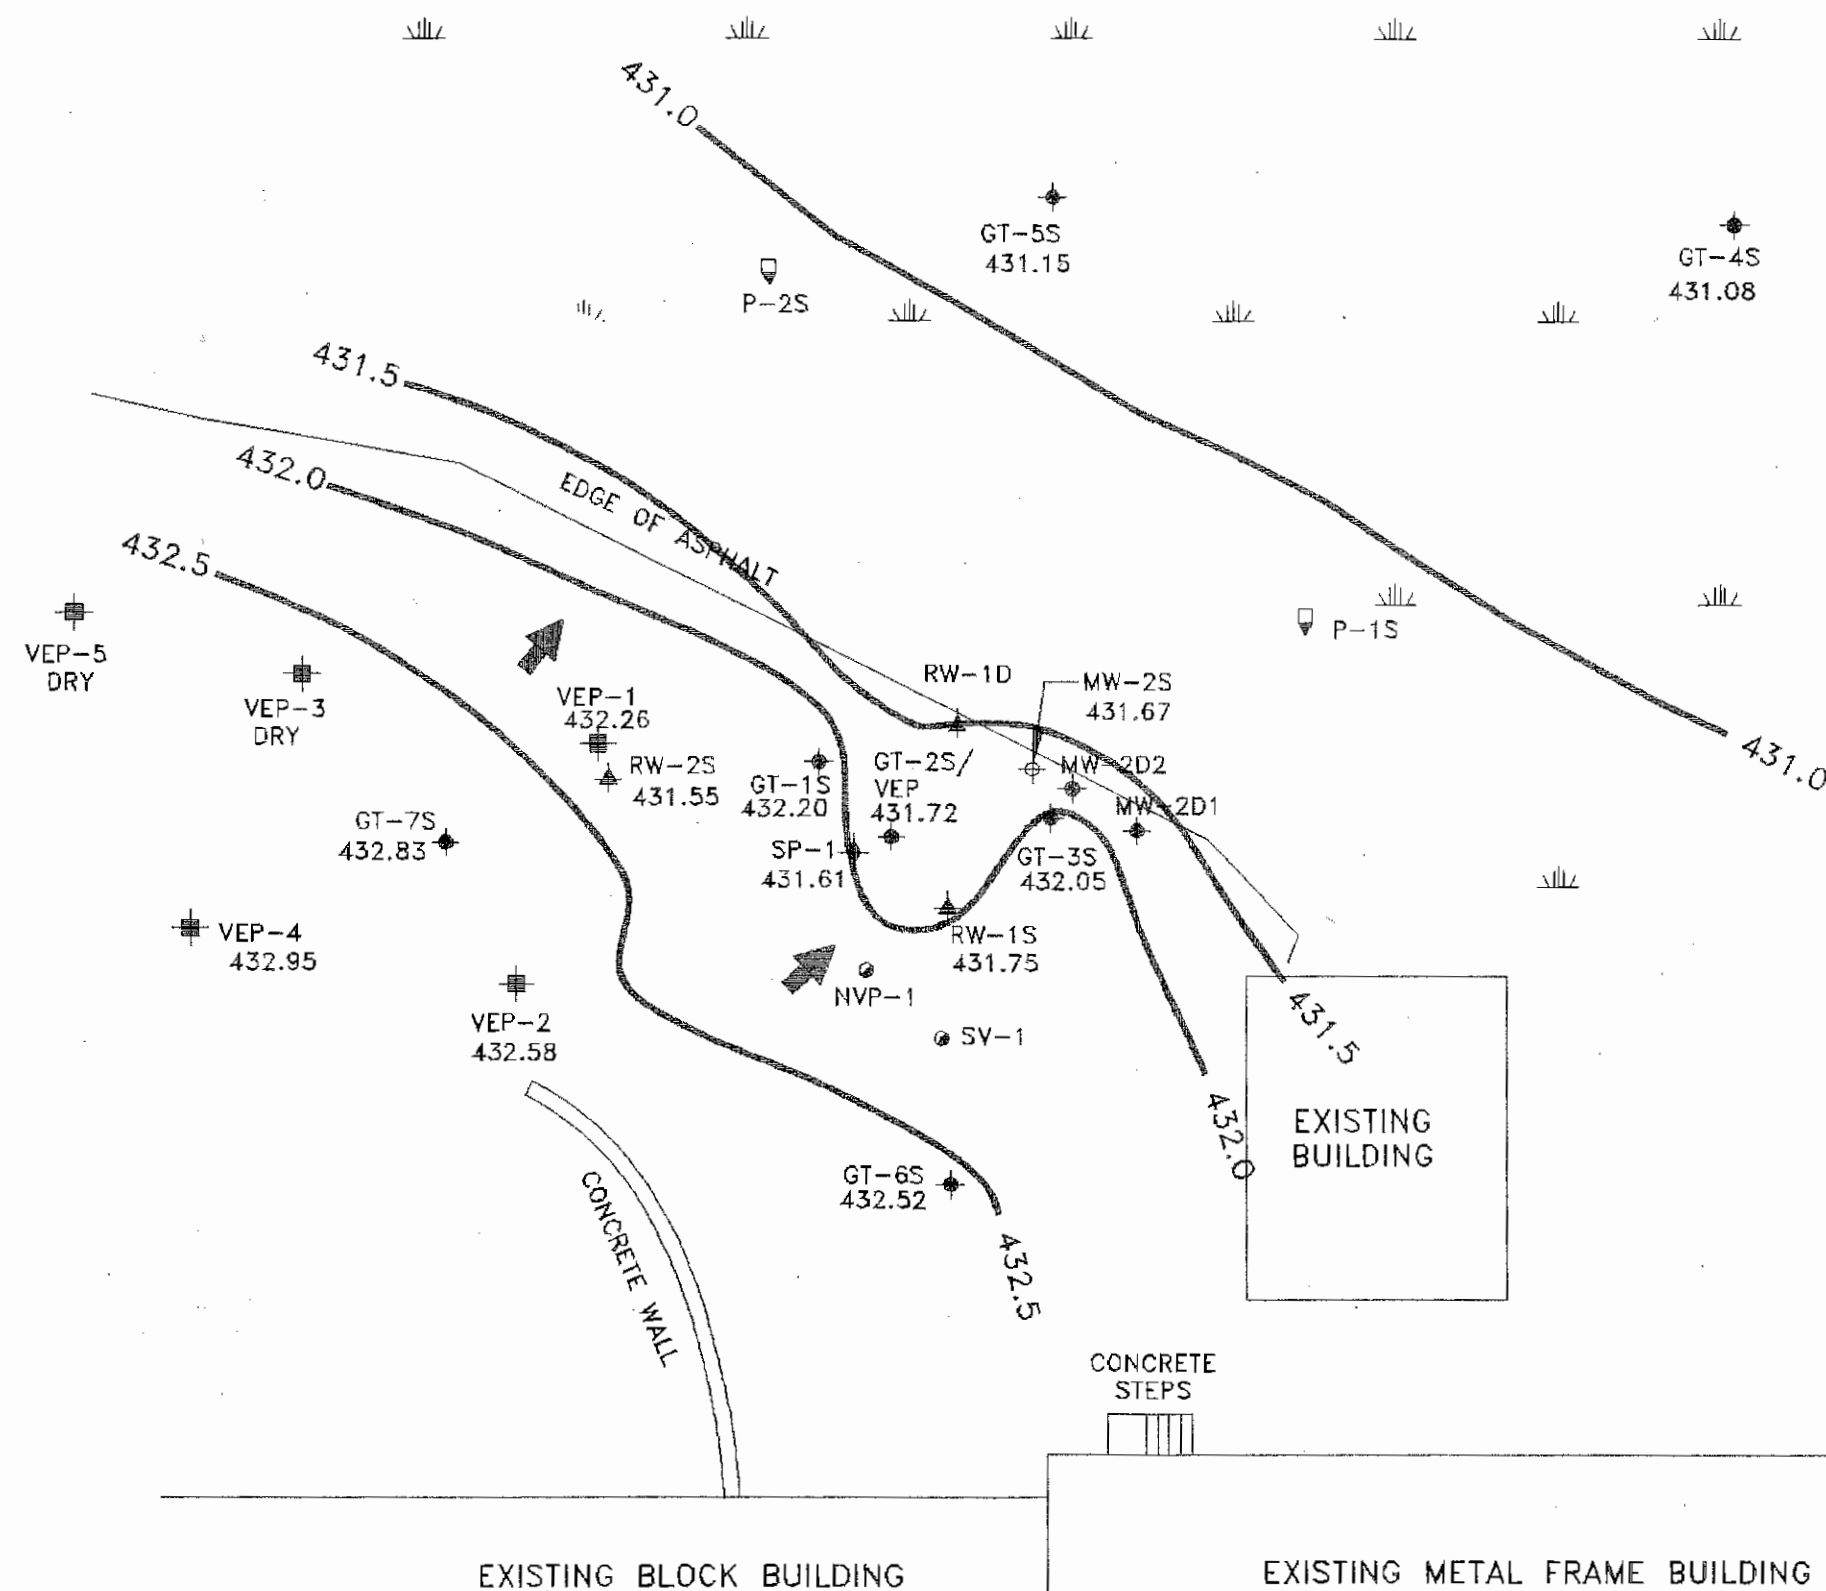 431.0
GT-5S
431.15
GT-4S
431.08
P-2S
431.5
432.0
EDGE OF ASPHALT
432.5
VEP-5
DRY
VEP-3
DRY
VEP-1
432.26
RW-2S
431.55
GT-7S
432.83
VEP-4
432.95
VEP-2
432.58
GT-1S
432.20
SP-1
431.61
GT-2S/
VEP
431.72
RW-1D
MW-2S
431.67
MW-2D2
MW-2D1
GT-3S
432.05
RW-1S
431.75
NVP-1
SV-1
P-1S
431.0
431.5
432.0
EXISTING
BUILDING
GT-6S
432.52
432.5
CONCRETE WALL
CONCRETE
STEPS
EXISTING BLOCK BUILDING
EXISTING METAL FRAME BUILDING